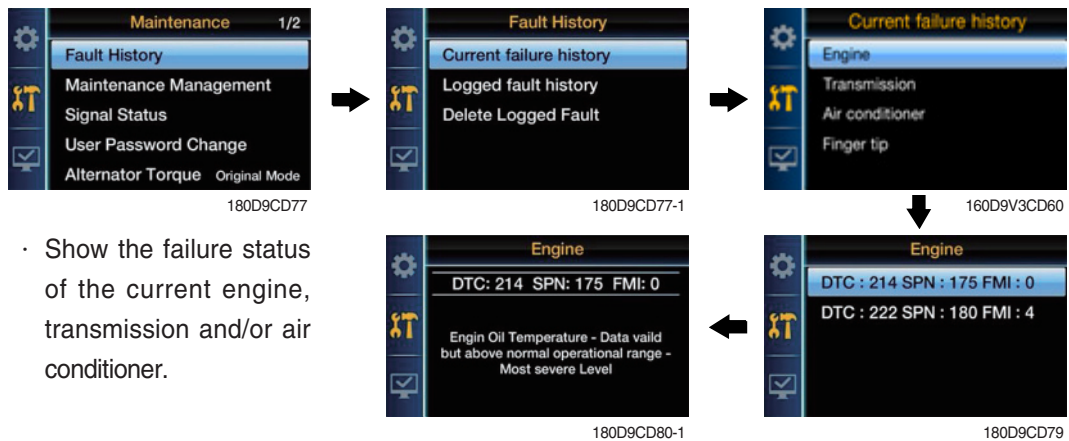 Maintenance 1/2
Fault History
Maintenance Management
Signal Status
User Password Change
Alternator Torque Original Mode
180D9CD77
Fault History
Current failure history
Logged fault history
Delete Logged Fault
180D9CD77-1
Current failure history
Engine
Transmission
Air conditioner
Finger tip
160D9V3CD60
· Show the failure status
of the current engine,
transmission and/or air
conditioner.
Engine
DTC : 214 SPN : 175 FMI : 0
DTC : 222 SPN : 180 FMI : 4
180D9CD79
Engine
DTC: 214 SPN: 175 FMI: 0
Engin Oil Temperature - Data vaild
but above normal operational range -
Most severe Level
180D9CD80-1